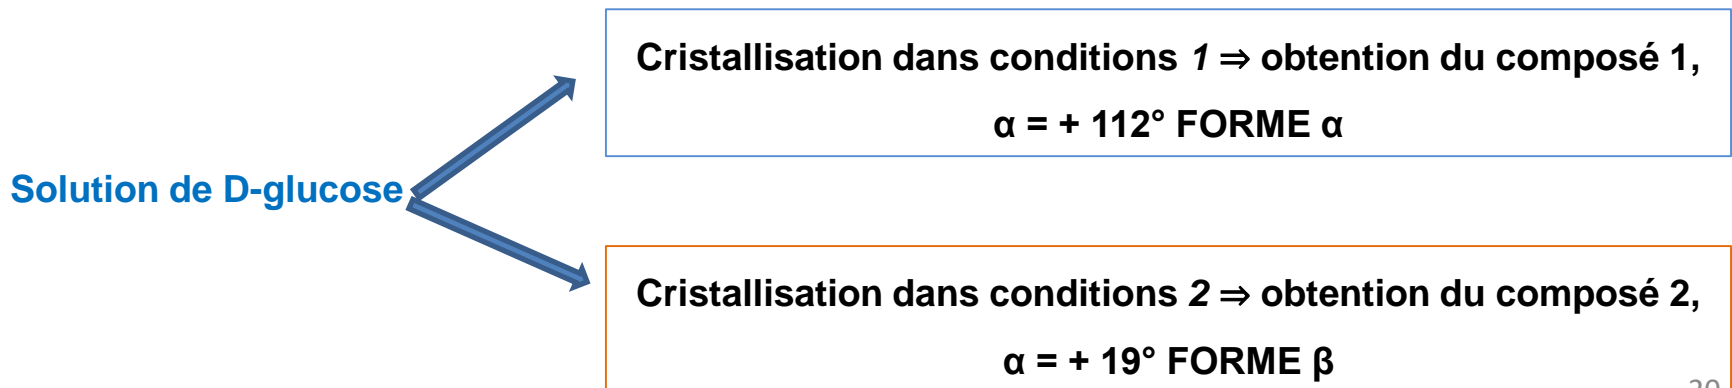 Cristallisation dans conditions 1 ⇒ obtention du composé 1,
α = + 112° FORME α
Solution de D-glucose
Cristallisation dans conditions 2 ⇒ obtention du composé 2,
α = + 19° FORME β